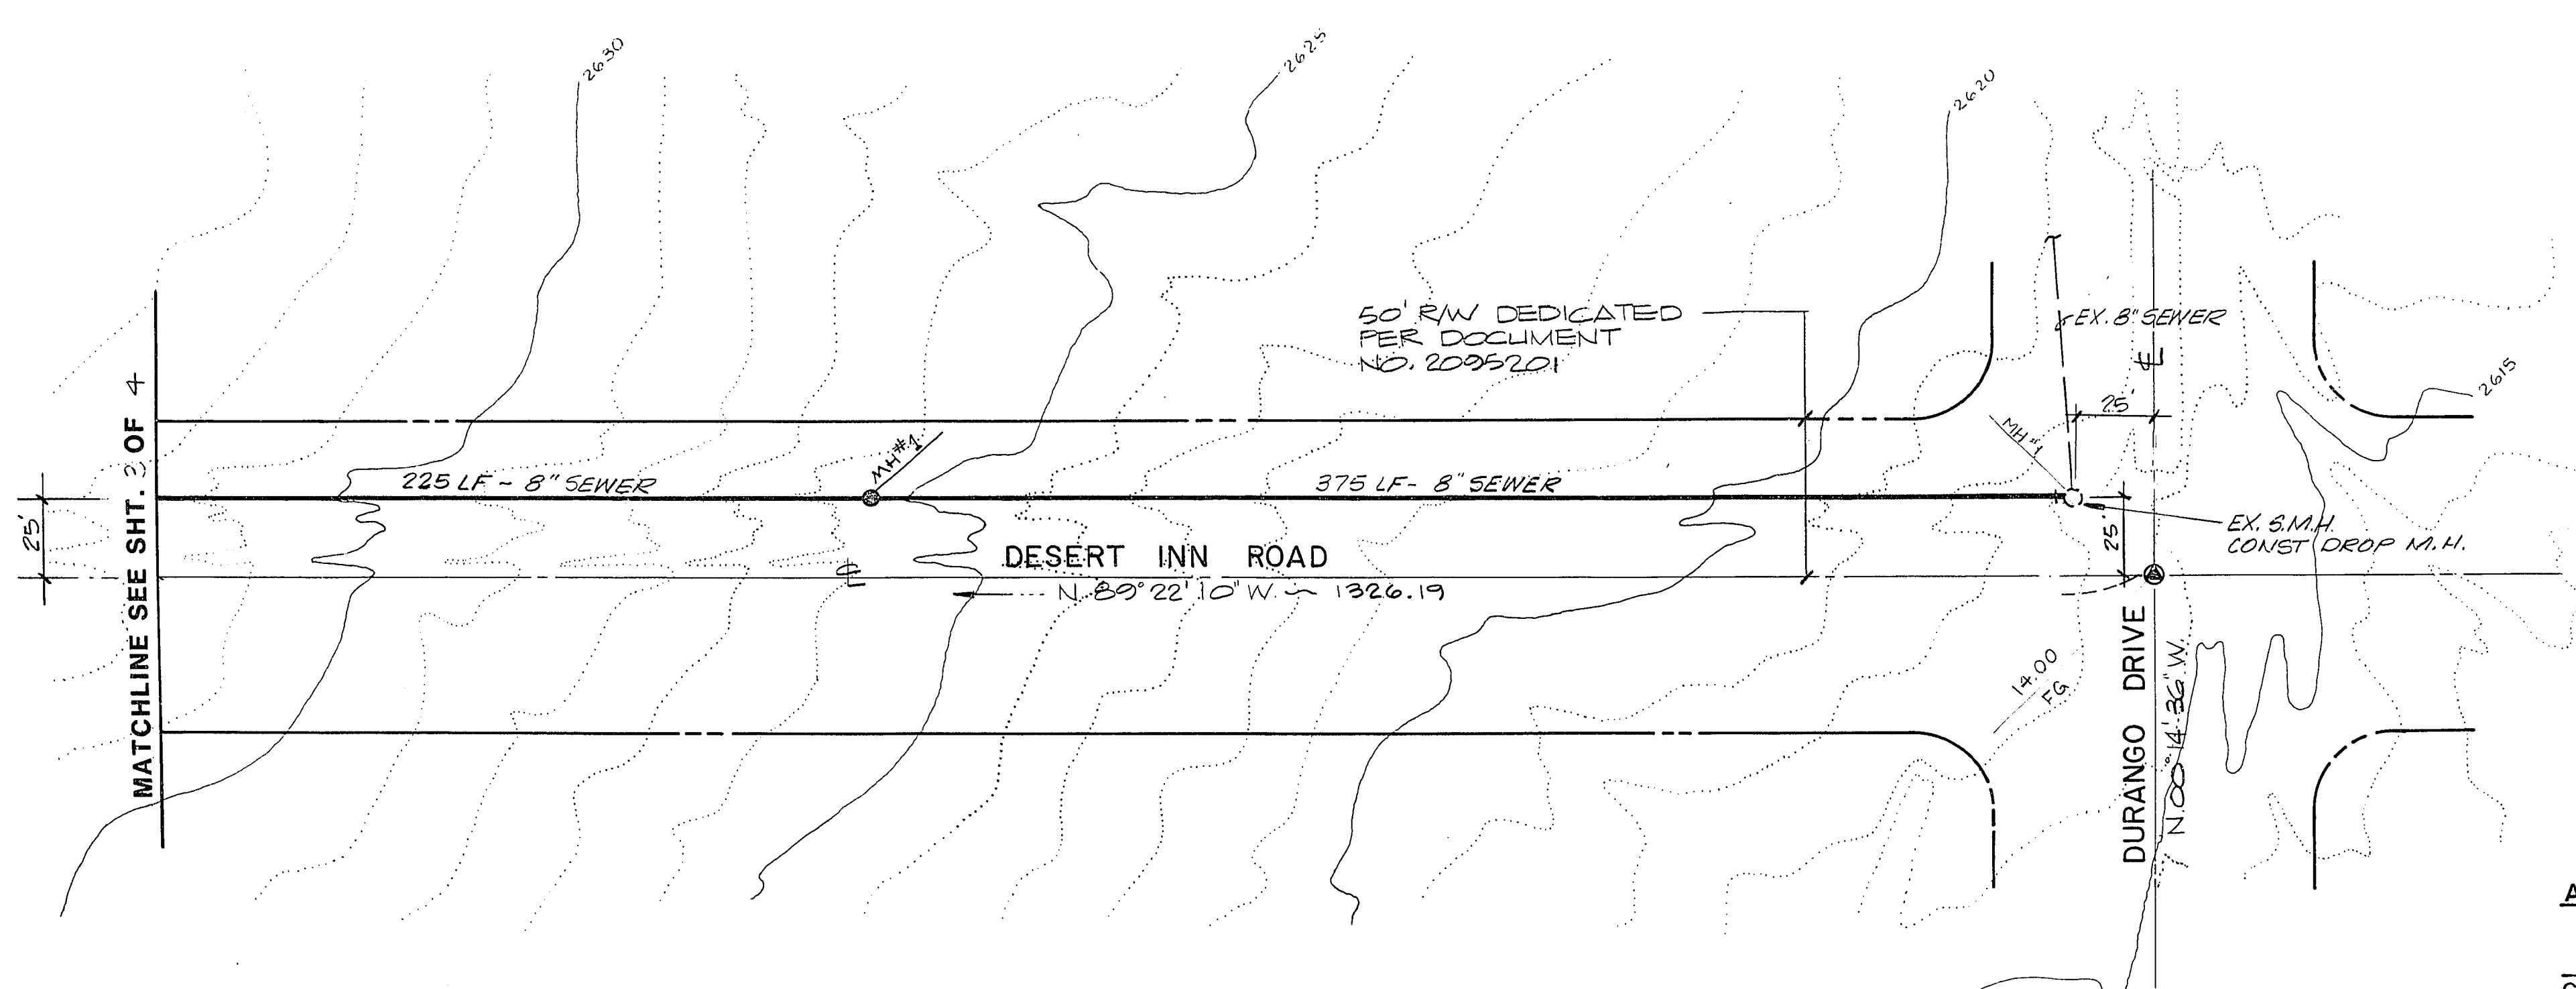 2630
2625
2620
50' R/W DEDICATED
PER DOCUMENT
NO. 2095201
EX. 8" SEWER
℄
25'
2615
MATCHLINE SEE SHT. 3 OF 4
225 LF ~ 8" SEWER
MH#1
375 LF - 8" SEWER
25'
25'
EX. S.M.H.
CONST DROP M.H.
DESERT INN ROAD
℄
N. 89° 22' 10" W. ~ 1326.19
14.00
FG
DURANGO DRIVE
N. 00° 14' 36" W.